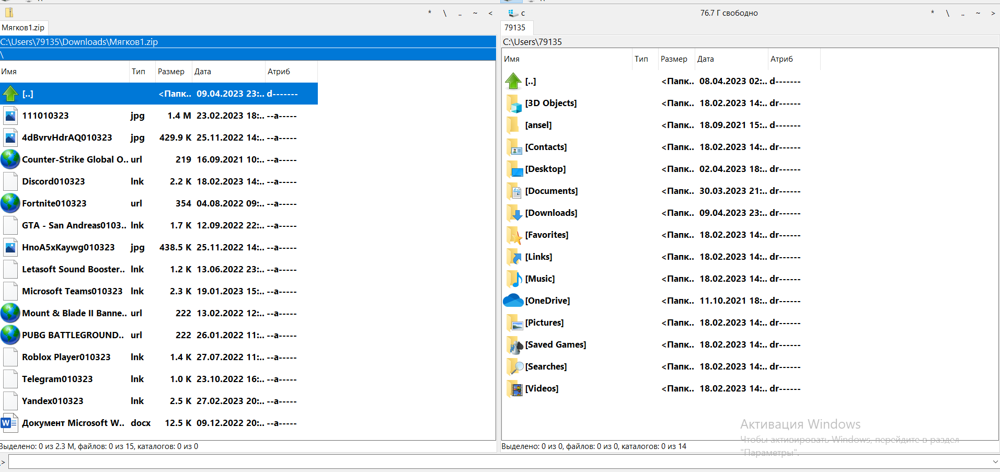 * \ .. ~ <
Мягков1.zip
C:\Users\79135\Downloads\Мягков1.zip
\
Имя Тип Размер Дата Атриб
[..] <Папк.. 09.04.2023 23:.. d-------
111010323 jpg 1.4 M 23.02.2023 18:.. --a-----
4dBvrvHdrAQ010323 jpg 429.9 K 25.11.2022 14:.. --a-----
Counter-Strike Global O.. url 219 16.09.2021 10:.. --a-----
Discord010323 lnk 2.2 K 18.02.2023 14:.. --a-----
Fortnite010323 url 354 04.08.2022 09:.. --a-----
GTA - San Andreas0103.. lnk 1.7 K 12.09.2022 22:.. --a-----
HnoA5xKaywg010323 jpg 438.5 K 25.11.2022 14:.. --a-----
Letasoft Sound Booster.. lnk 1.2 K 13.06.2022 23:.. --a-----
Microsoft Teams010323 lnk 2.3 K 19.01.2023 15:.. --a-----
Mount & Blade II Banne.. url 222 13.02.2022 12:.. --a-----
PUBG BATTLEGROUND.. url 222 26.01.2022 11:.. --a-----
Roblox Player010323 lnk 1.4 K 27.07.2022 11:.. --a-----
Telegram010323 lnk 1.0 K 23.10.2022 16:.. --a-----
Yandex010323 lnk 2.5 K 27.02.2023 20:.. --a-----
Документ Microsoft W.. docx 12.5 K 09.12.2022 20:.. --a-----
Выделено: 0 из 2.3 M, файлов: 0 из 15, каталогов: 0 из 0
c 76.7 Г свободно * \ .. ~ >
79135
C:\Users\79135
Имя Тип Размер Дата Атриб
[..] <Папк.. 08.04.2023 02:.. d-------
[3D Objects] <Папк.. 18.02.2023 14:.. dr------
[ansel] <Папк.. 18.09.2021 15:.. d-------
[Contacts] <Папк.. 18.02.2023 14:.. dr------
[Desktop] <Папк.. 02.04.2023 18:.. dr------
[Documents] <Папк.. 30.03.2023 21:.. dr------
[Downloads] <Папк.. 09.04.2023 23:.. dr------
[Favorites] <Папк.. 18.02.2023 14:.. dr------
[Links] <Папк.. 18.02.2023 14:.. dr------
[Music] <Папк.. 18.02.2023 14:.. dr------
[OneDrive] <Папк.. 11.10.2021 18:.. dr------
[Pictures] <Папк.. 18.02.2023 14:.. dr------
[Saved Games] <Папк.. 18.02.2023 14:.. dr------
[Searches] <Папк.. 18.02.2023 14:.. dr------
[Videos] <Папк.. 18.02.2023 14:.. dr------
Активация Windows
Чтобы активировать Windows, перейдите в раздел
"Параметры".
Выделено: 0 из 0, файлов: 0 из 0, каталогов: 0 из 14
>